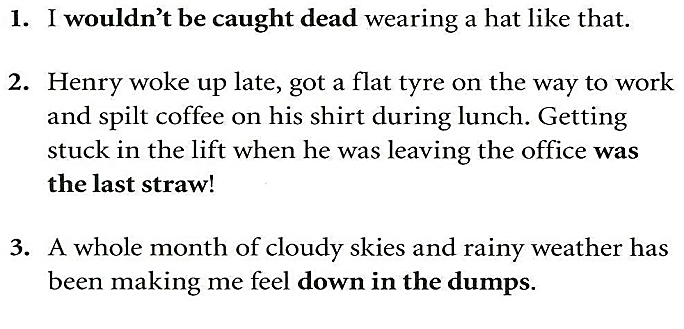 1. I wouldn't be caught dead wearing a hat like that.
2. Henry woke up late, got a flat tyre on the way to work
and spilt coffee on his shirt during lunch. Getting
stuck in the lift when he was leaving the office was
the last straw!
3. A whole month of cloudy skies and rainy weather has
been making me feel down in the dumps.